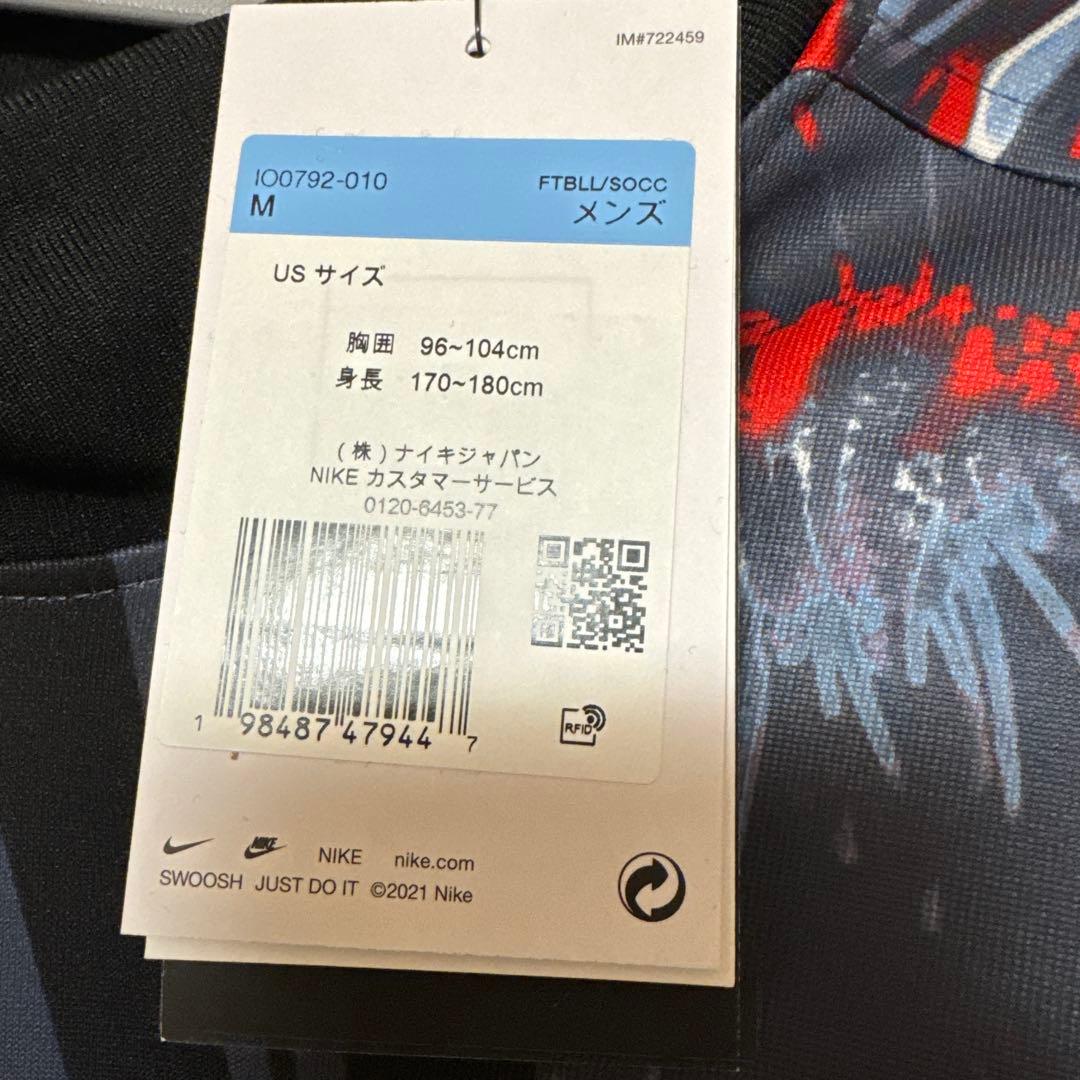 IM#722459
IO0792-010 FTBLL/SOCC
M メンズ
US サイズ
胸囲 96~104cm
身長 170~180cm
(株)ナイキジャパン
NIKE カスタマーサービス
0120-6453-77
1 98487 47944 7
RFID
NIKE NIKE nike.com
SWOOSH JUST DO IT ©2021 Nike